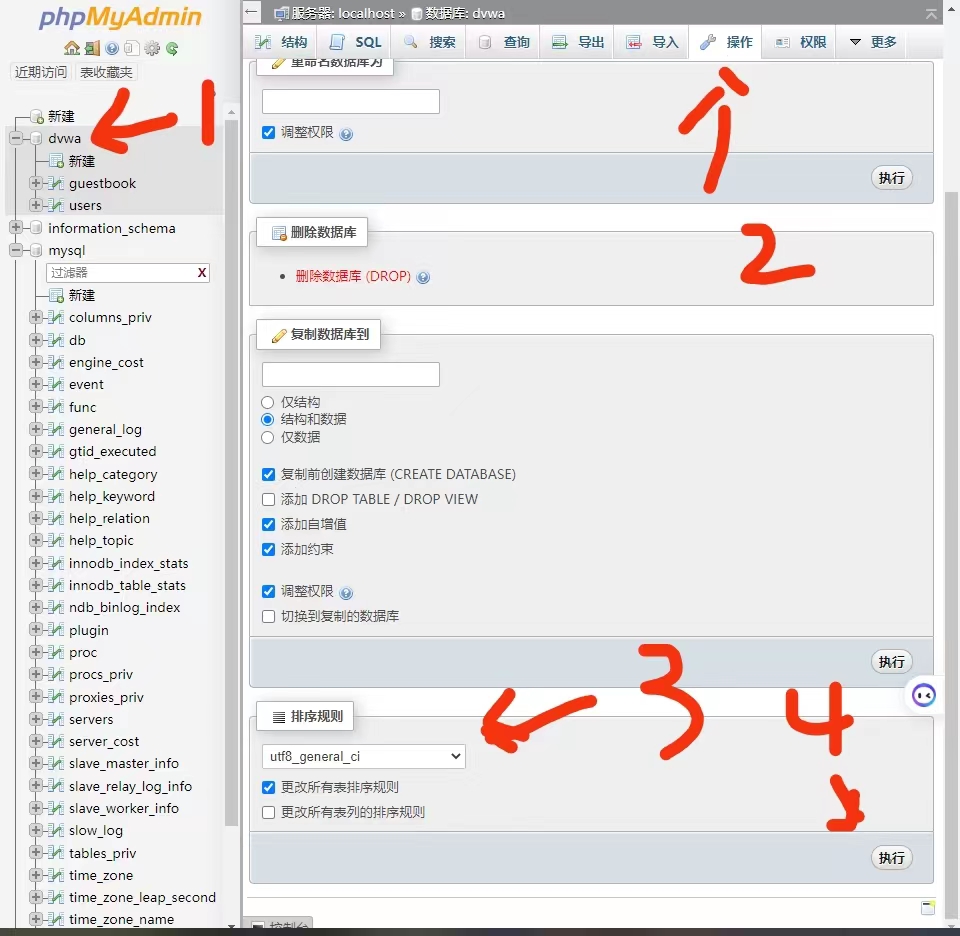 phpMyAdmin
近期访问 表收藏夹
新建
dvwa
新建
guestbook
users
information_schema
mysql
过滤器 X
新建
columns_priv
db
engine_cost
event
func
general_log
gtid_executed
help_category
help_keyword
help_relation
help_topic
innodb_index_stats
innodb_table_stats
ndb_binlog_index
plugin
proc
procs_priv
proxies_priv
servers
server_cost
slave_master_info
slave_relay_log_info
slave_worker_info
slow_log
tables_priv
time_zone
time_zone_leap_second
time_zone_name
1
服务器: localhost » 数据库: dvwa
结构 SQL 搜索 查询 导出 导入 操作 权限 更多
重命名数据库为
调整权限
执行
删除数据库
2
删除数据库 (DROP)
复制数据库到
仅结构
结构和数据
仅数据
复制前创建数据库 (CREATE DATABASE)
添加 DROP TABLE / DROP VIEW
添加自增值
添加约束
调整权限
切换到复制的数据库
执行
3
4
排序规则
utf8_general_ci
更改所有表排序规则
更改所有表列的排序规则
执行
控制台